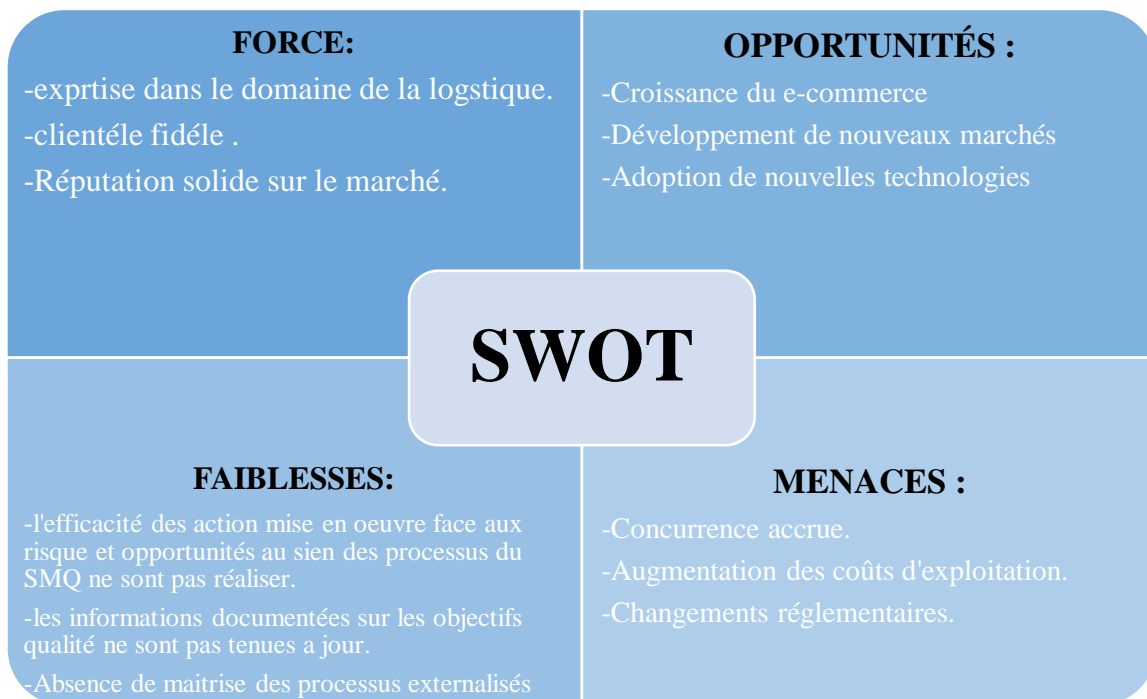 FORCE:
-exprtise dans le domaine de la logstique.
-clientéle fidéle .
-Réputation solide sur le marché.
OPPORTUNITÉS :
-Croissance du e-commerce
-Développement de nouveaux marchés
-Adoption de nouvelles technologies
SWOT
FAIBLESSES:
-l'efficacité des action mise en oeuvre face aux
risque et opportunités au sien des processus du
SMQ ne sont pas réaliser.
-les informations documentées sur les objectifs
qualité ne sont pas tenues a jour.
-Absence de maitrise des processus externalisés
MENACES :
-Concurrence accrue.
-Augmentation des coûts d'exploitation.
-Changements réglementaires.